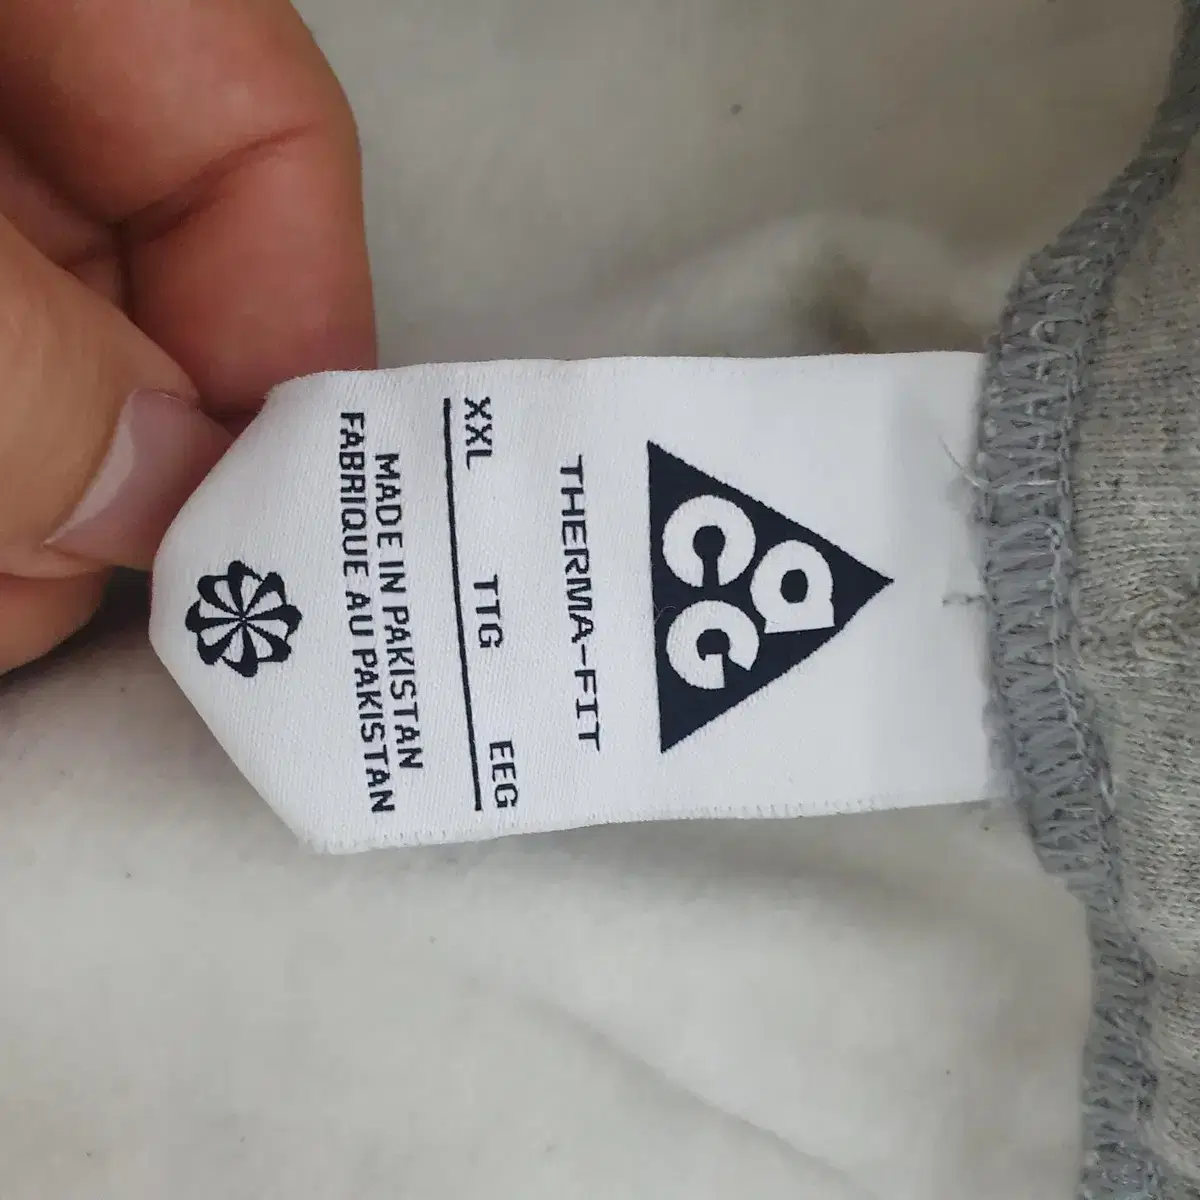 acG
THERMA-FIT
XXL TTG EEG
MADE IN PAKISTAN
FABRIQUE AU PAKISTAN